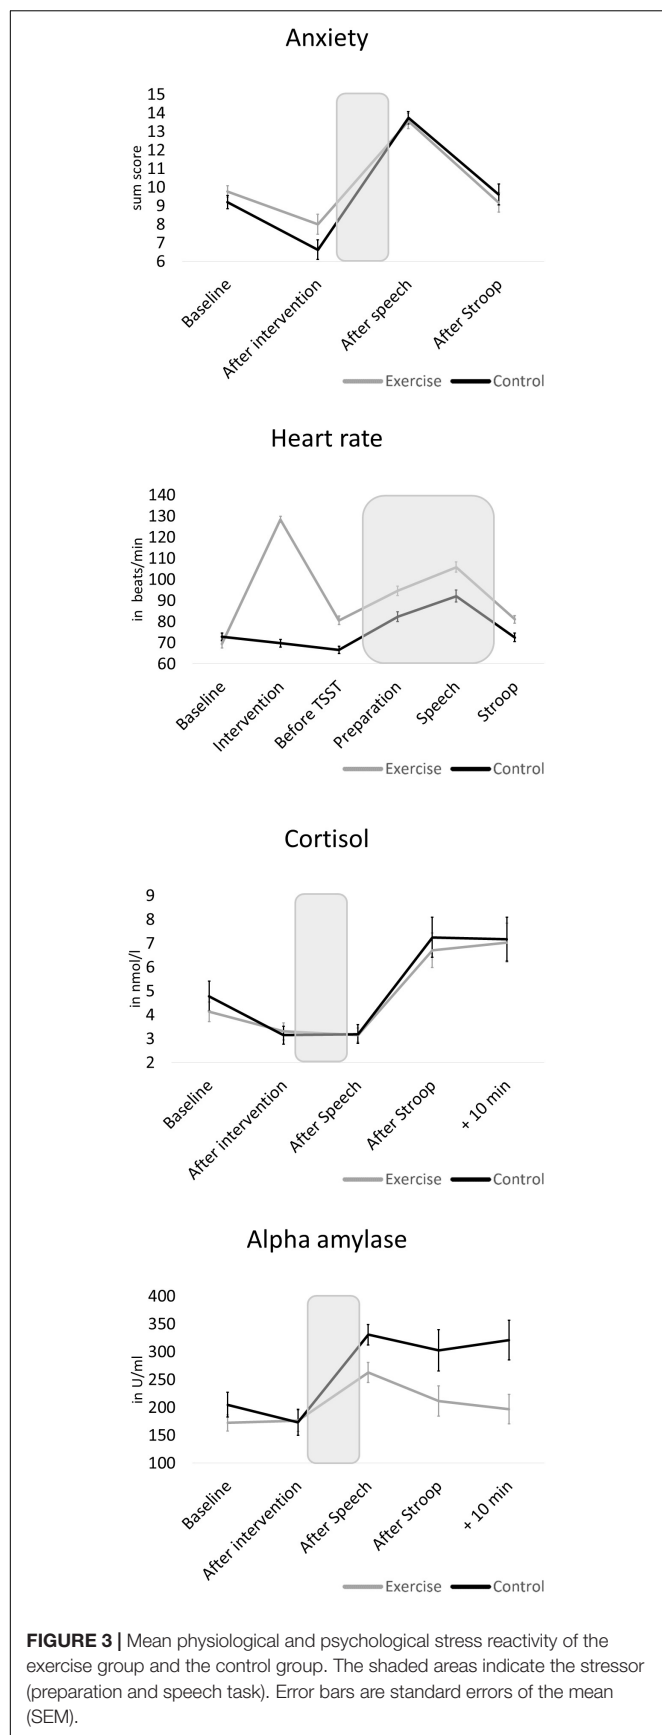 Anxiety
15
14
13
12
11
10
9
8
7
6
sum score
Baseline
After intervention
After speech
After Stroop
Exercise Control
Heart rate
140
130
120
110
100
90
80
70
60
in beats/min
Baseline
Intervention
Before TSST
Preparation
Speech
Stroop
Exercise Control
Cortisol
9
8
7
6
5
4
3
2
in nmol/l
Baseline
After intervention
After Speech
After Stroop
+ 10 min
Exercise Control
Alpha amylase
400
350
300
250
200
150
100
in U/ml
Baseline
After intervention
After Speech
After Stroop
+ 10 min
Exercise Control
FIGURE 3 | Mean physiological and psychological stress reactivity of the
exercise group and the control group. The shaded areas indicate the stressor
(preparation and speech task). Error bars are standard errors of the mean
(SEM).